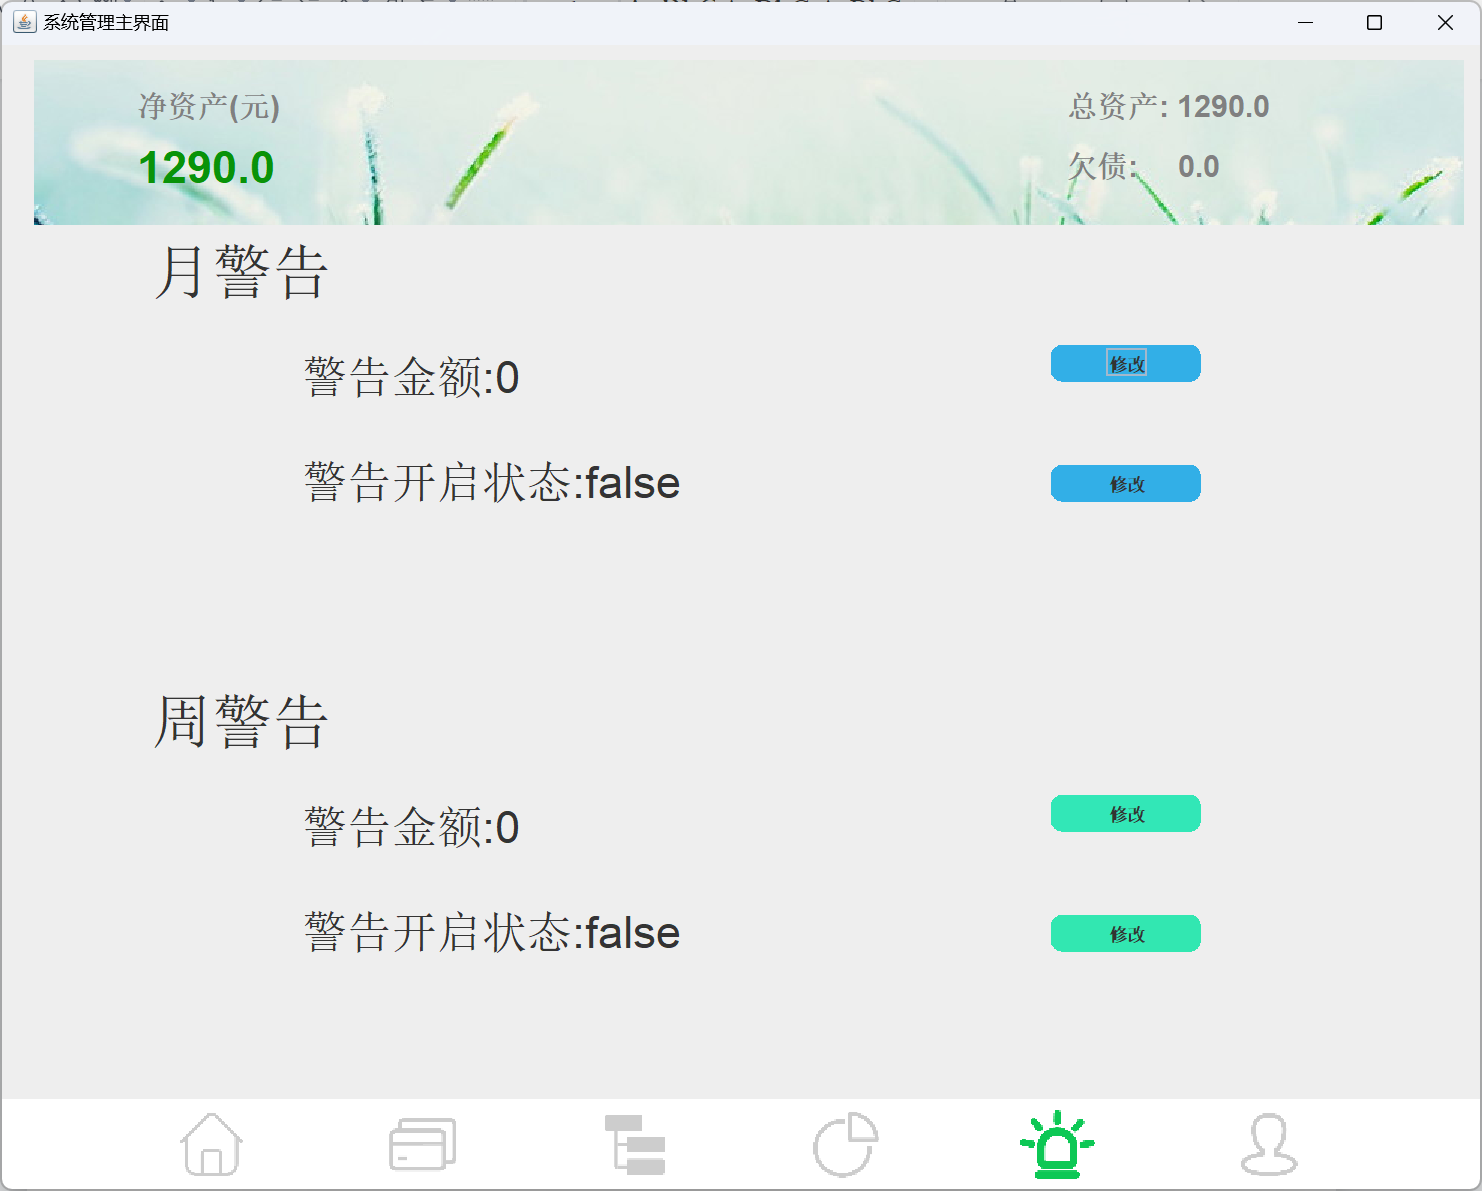 系统管理主界面
净资产(元)
1290.0
总资产: 1290.0
欠债: 0.0
月警告
警告金额:0
修改
警告开启状态:false
修改
周警告
警告金额:0
修改
警告开启状态:false
修改